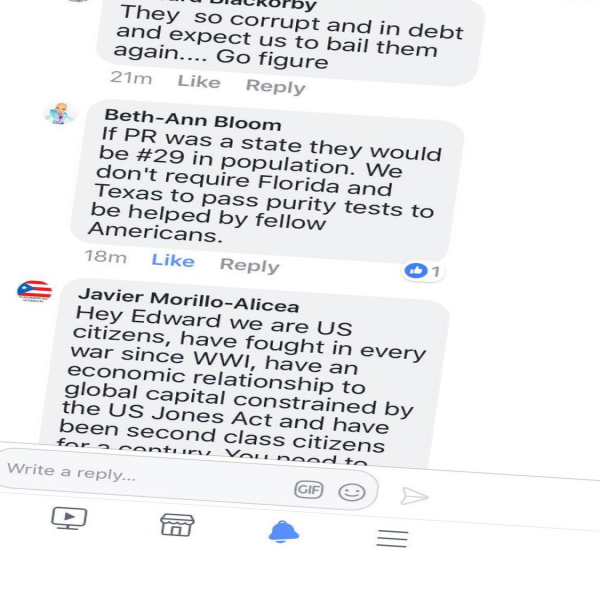 Blackorby
They so corrupt and in debt
and expect us to bail them
again.... Go figure
21m Like Reply
Beth-Ann Bloom
If PR was a state they would
be #29 in population. We
don't require Florida and
Texas to pass purity tests to
be helped by fellow
Americans.
18m Like Reply 1
Javier Morillo-Alicea
Hey Edward we are US
citizens, have fought in every
war since WWI, have an
economic relationship to
global capital constrained by
the US Jones Act and have
been second class citizens
for a century. You need to
Write a reply...
GIF